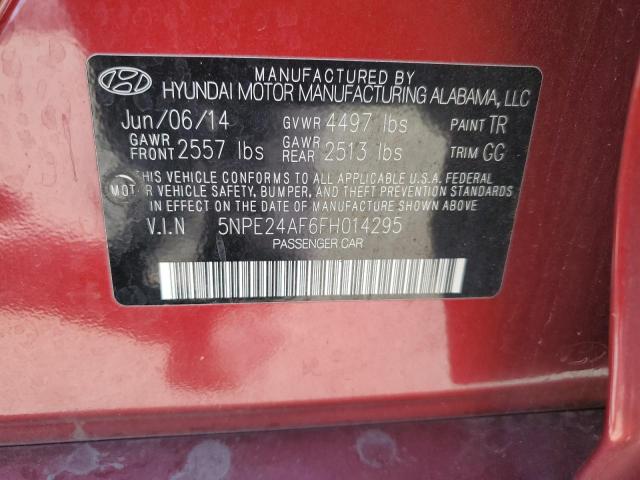 MANUFACTURED BY
HYUNDAI MOTOR MANUFACTURING ALABAMA, LLC
Jun/06/14 GVWR 4497 lbs PAINT TR
GAWR FRONT 2557 lbs GAWR REAR 2513 lbs TRIM GG
THIS VEHICLE CONFORMS TO ALL APPLICABLE U.S.A. FEDERAL
MOTOR VEHICLE SAFETY, BUMPER, AND THEFT PREVENTION STANDARDS
IN EFFECT ON THE DATE OF MANUFACTURE SHOWN ABOVE
V.I.N 5NPE24AF6FH014295
PASSENGER CAR